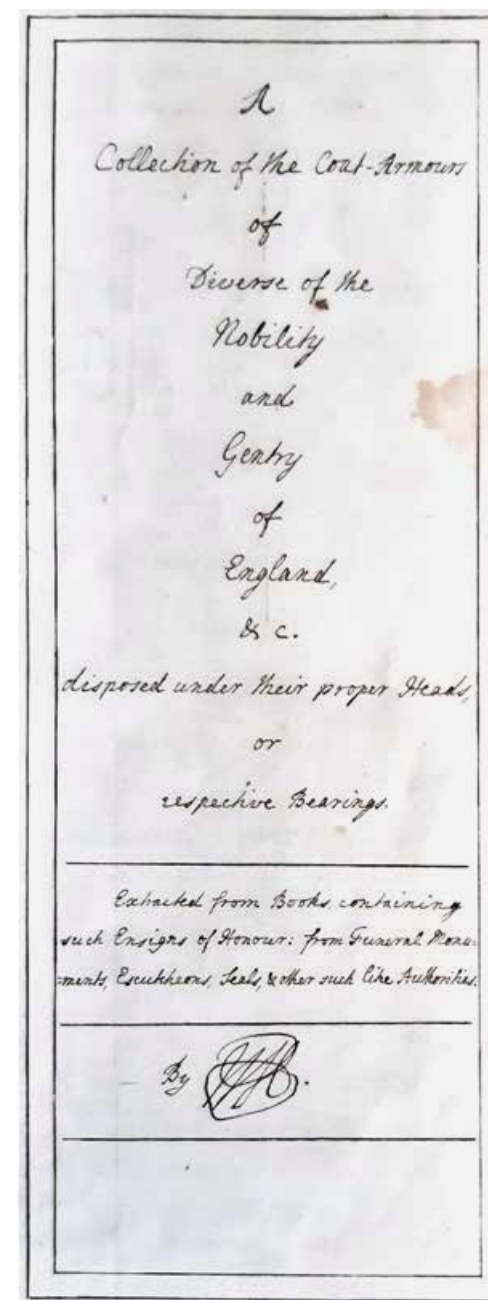 A
Collection of the Coat-Armours
of
Diverse of the
Nobility
and
Gentry
of
England,
& c.
disposed under their proper Heads,
or
respective Bearings.
Extracted from Books, containing
such Ensigns of Honour: from Funeral Monu-
=ments, Escutcheons, Seals, & other such like Authorities.
By